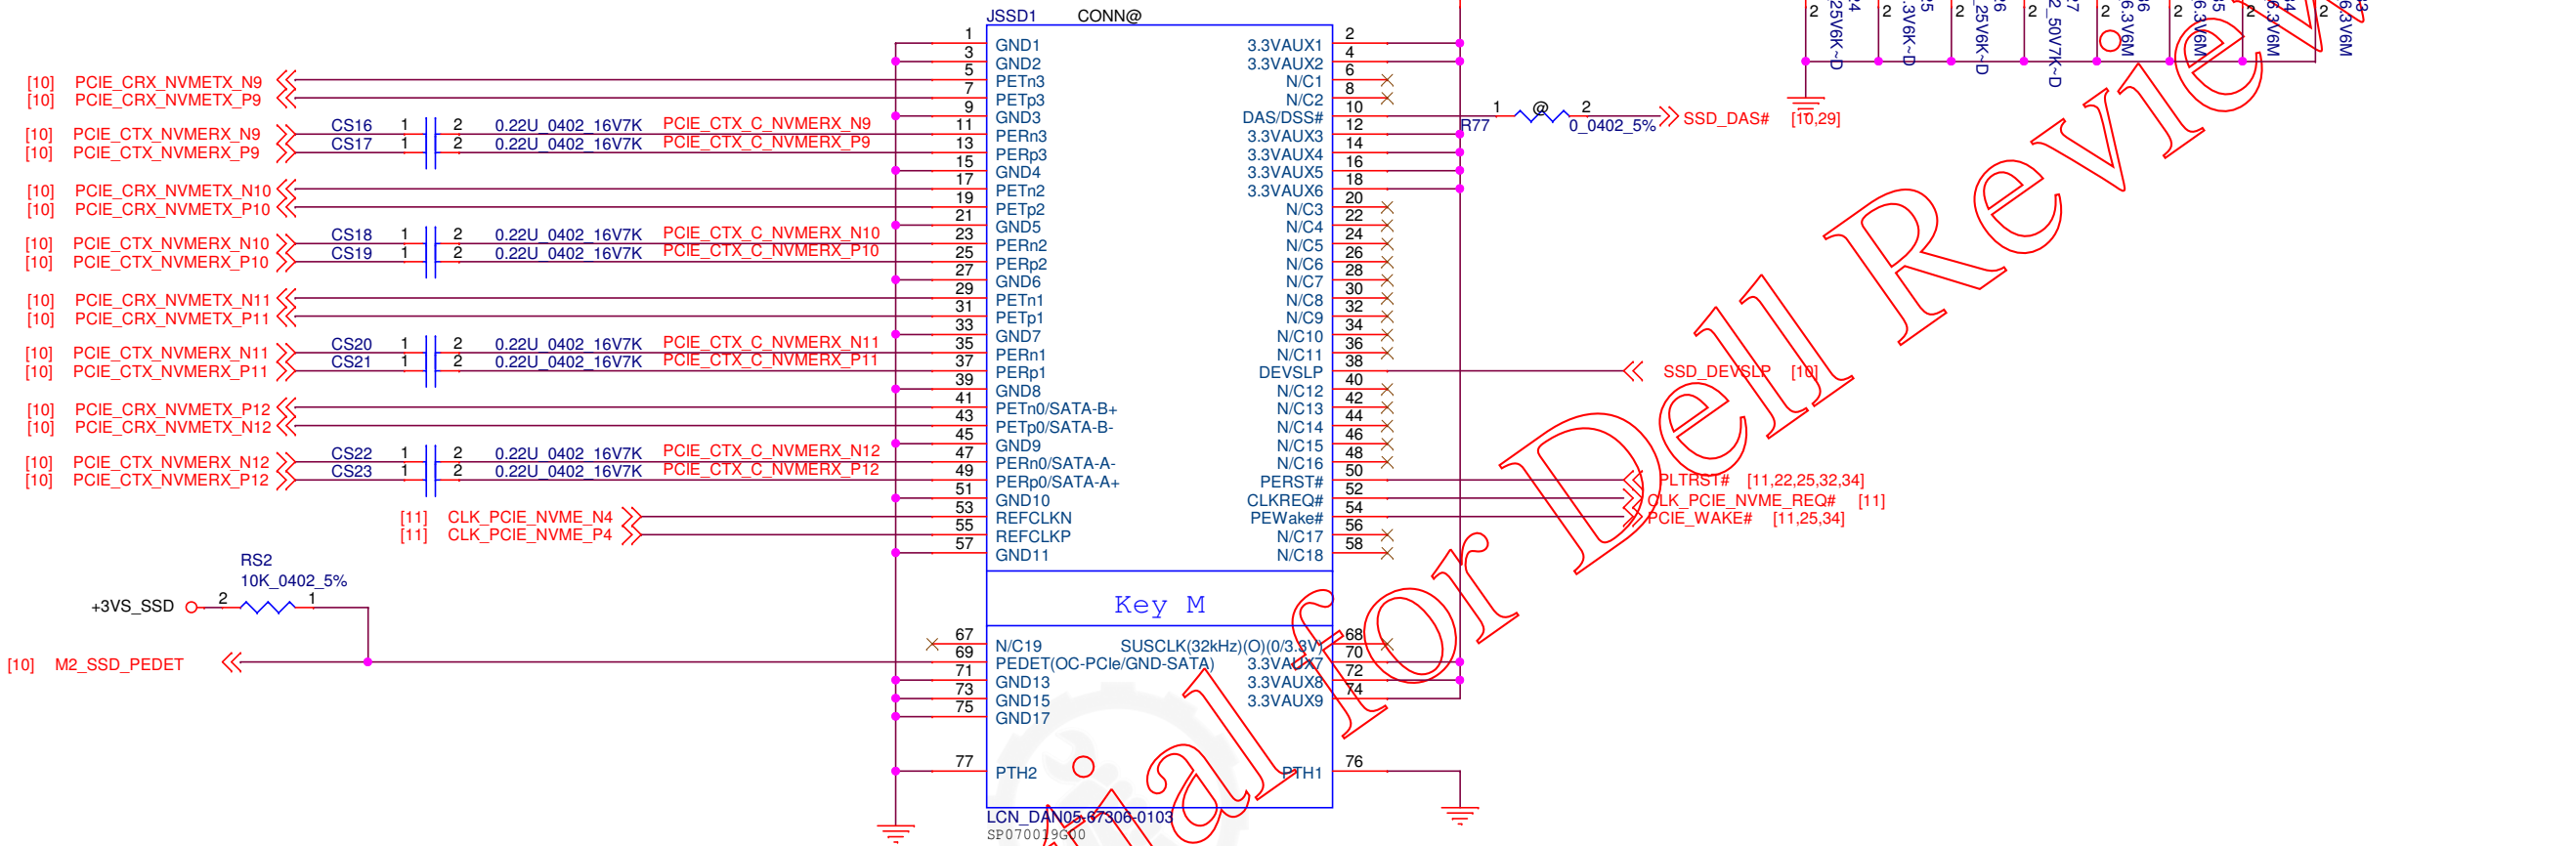 JSSD1 CONN@
1 GND1 3.3VAUX1 2
3 GND2 3.3VAUX2 4
[10] PCIE_CRX_NVMETX_N9 5 PETn3 N/C1 6
[10] PCIE_CRX_NVMETX_P9 7 PETp3 N/C2 8
9 GND3 DAS/DSS# 10 R77 1 @ 2 0_0402_5% SSD_DAS# [10,29]
[10] PCIE_CTX_NVMERX_N9 CS16 1 2 0.22U_0402_16V7K PCIE_CTX_C_NVMERX_N9 11 PERn3 3.3VAUX3 12
[10] PCIE_CTX_NVMERX_P9 CS17 1 2 0.22U_0402_16V7K PCIE_CTX_C_NVMERX_P9 13 PERp3 3.3VAUX4 14
15 GND4 3.3VAUX5 16
[10] PCIE_CRX_NVMETX_N10 17 PETn2 3.3VAUX6 18
[10] PCIE_CRX_NVMETX_P10 19 PETp2 N/C3 20
21 GND5 N/C4 22
[10] PCIE_CTX_NVMERX_N10 CS18 1 2 0.22U_0402_16V7K PCIE_CTX_C_NVMERX_N10 23 PERn2 N/C5 24
[10] PCIE_CTX_NVMERX_P10 CS19 1 2 0.22U_0402_16V7K PCIE_CTX_C_NVMERX_P10 25 PERp2 N/C6 26
27 GND6 N/C7 28
[10] PCIE_CRX_NVMETX_N11 29 PETn1 N/C8 30
[10] PCIE_CRX_NVMETX_P11 31 PETp1 N/C9 32
33 GND7 N/C10 34
[10] PCIE_CTX_NVMERX_N11 CS20 1 2 0.22U_0402_16V7K PCIE_CTX_C_NVMERX_N11 35 PERn1 N/C11 36
[10] PCIE_CTX_NVMERX_P11 CS21 1 2 0.22U_0402_16V7K PCIE_CTX_C_NVMERX_P11 37 PERp1 DEVSLP 38 SSD_DEVSLP [10]
39 GND8 N/C12 40
[10] PCIE_CRX_NVMETX_P12 41 PETn0/SATA-B+ N/C13 42
[10] PCIE_CRX_NVMETX_N12 43 PETp0/SATA-B- N/C14 44
45 GND9 N/C15 46
[10] PCIE_CTX_NVMERX_N12 CS22 1 2 0.22U_0402_16V7K PCIE_CTX_C_NVMERX_N12 47 PERn0/SATA-A- N/C16 48
[10] PCIE_CTX_NVMERX_P12 CS23 1 2 0.22U_0402_16V7K PCIE_CTX_C_NVMERX_P12 49 PERp0/SATA-A+ PERST# 50 PLTRST# [11,22,25,32,34]
51 GND10 CLKREQ# 52 CLK_PCIE_NVME_REQ# [11]
[11] CLK_PCIE_NVME_N4 53 REFCLKN PEWake# 54 PCIE_WAKE# [11,25,34]
[11] CLK_PCIE_NVME_P4 55 REFCLKP N/C17 56
57 GND11 N/C18 58
RS2
10K_0402_5%
+3VS_SSD 2 1
Key M
67 N/C19 SUSCLK(32kHz)(O)(0/3.3V) 68
[10] M2_SSD_PEDET 69 PEDET(OC-PCIe/GND-SATA) 3.3VAUX7 70
71 GND13 3.3VAUX8 72
73 GND15 3.3VAUX9 74
75 GND17
77 PTH2 PTH1 76
LCN_DAN05-67306-0103
SP070019G00
2 2 2 2 2 2 2 2
ial for Dell Review